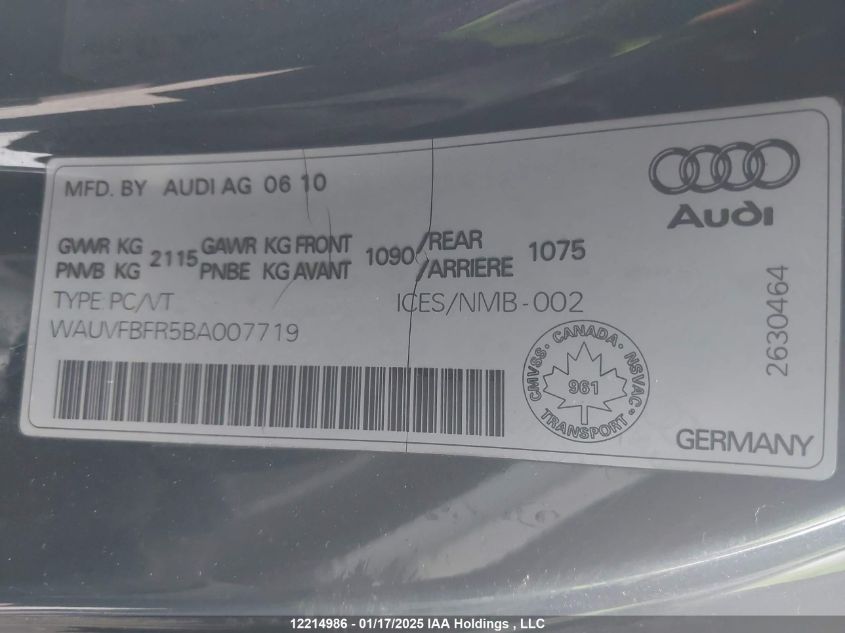 MFD. BY AUDI AG 06 10
Audi
GVWR KG 2115 GAWR KG FRONT 1090 /REAR 1075
PNVB KG PNBE KG AVANT /ARRIERE
TYPE: PC/VT ICES/NMB-002
WAUVFBFR5BA007719
CMVSS · CANADA · NSVAC · TRANSPORT ·
961
2630464
GERMANY
12214986 - 01/17/2025 IAA Holdings , LLC